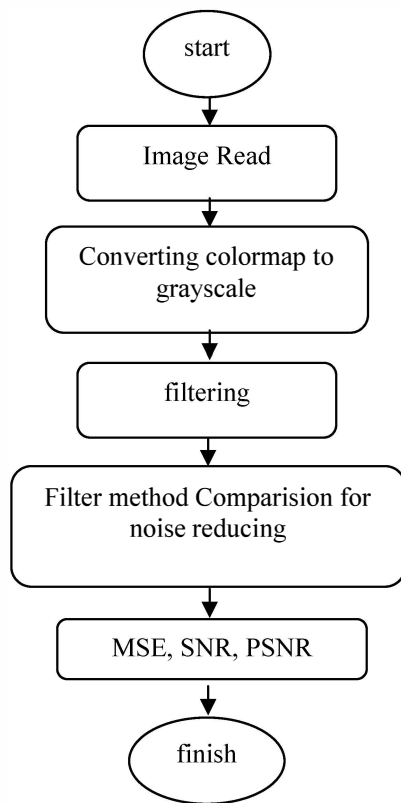 start
Image Read
Converting colormap to
grayscale
filtering
Filter method Comparision for
noise reducing
MSE, SNR, PSNR
finish